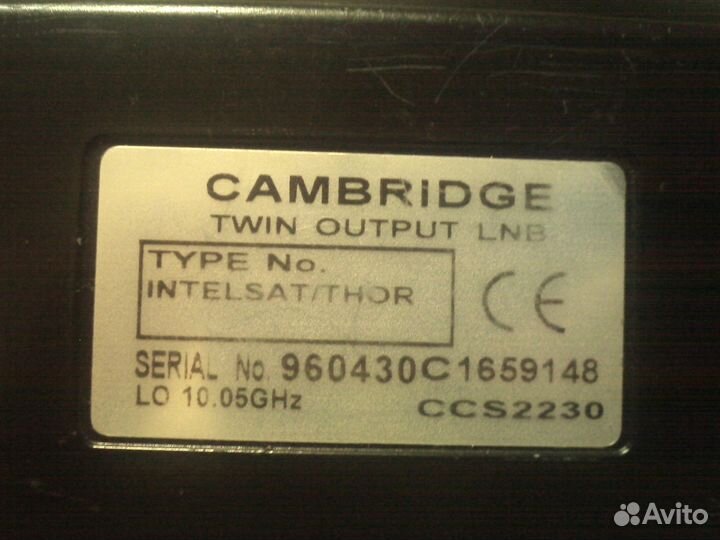 CAMBRiDGE
TWIN OUTPUT LNB
TYPE No.
INTELSAT/THOR
CE
SERIAL No. 960430C1659148
LO 10.05GHz CCS2230
Avito